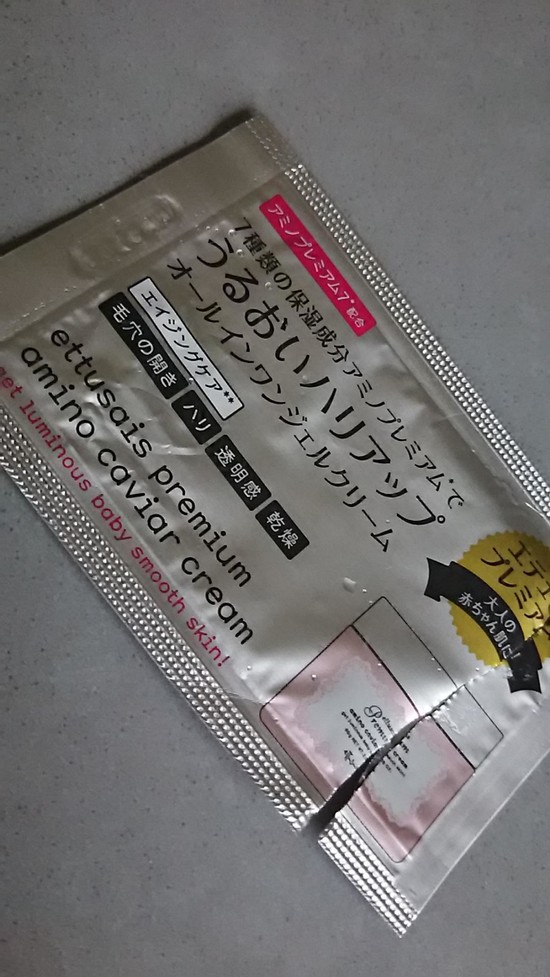 アミノプレミアム7*配合
7種類の保湿成分アミノプレミアム*で
うるおいハリアップ
オールインワンジェルクリーム
エイジングケア**
毛穴の開き ハリ 透明感 乾燥
ettusais premium
amino caviar cream
get luminous baby smooth skin!
大人の
赤ちゃん肌に!